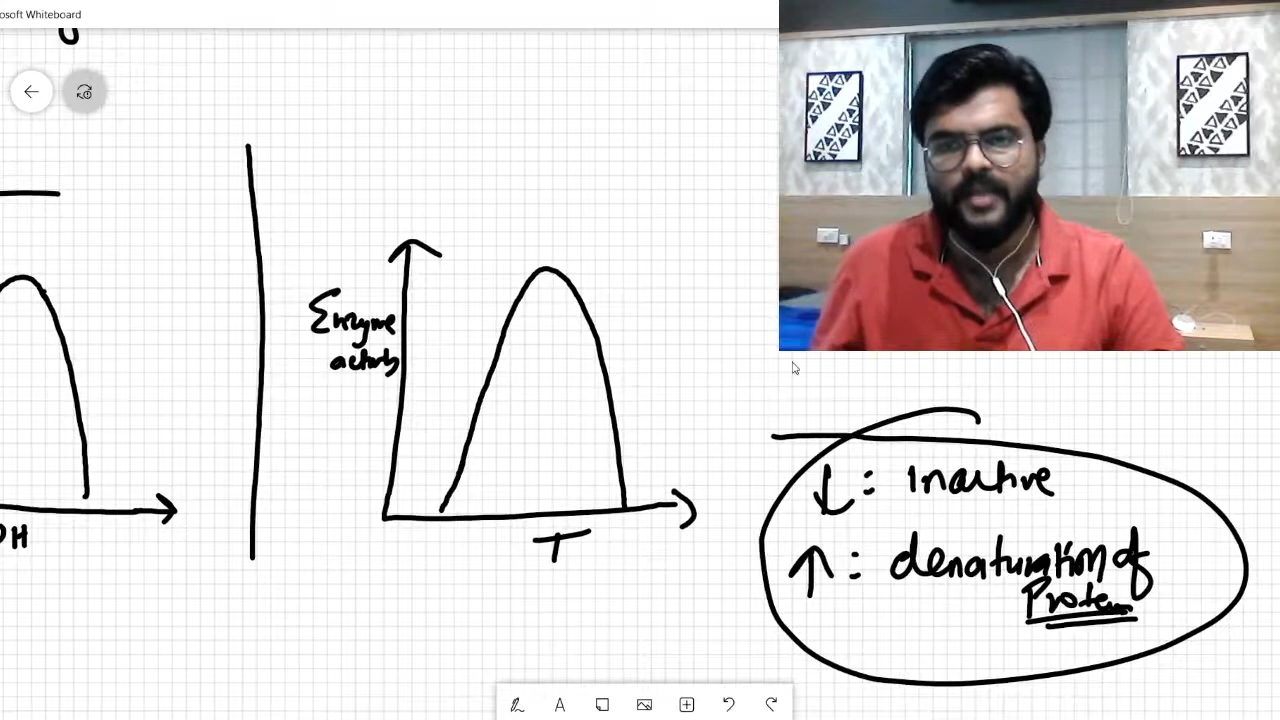 osoft Whiteboard
Enzyme
activity
pH
T
↓ : Inactive
↑ : denaturation of
Protein